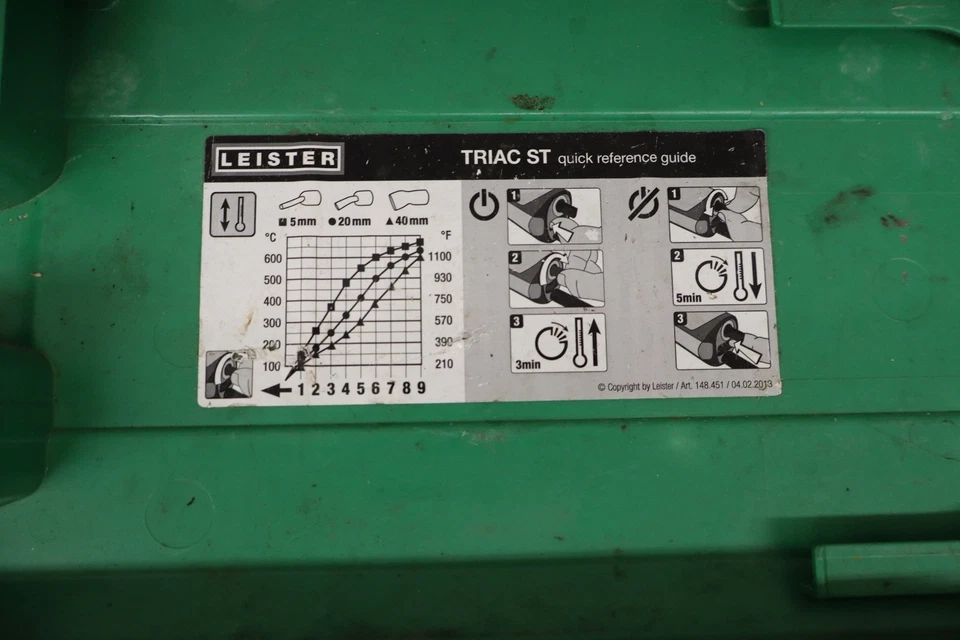 LEISTER
TRIAC ST quick reference guide
5mm 20mm 40mm
°C °F
600 1100
500 930
400 750
300 570
200 390
100 210
1 2 3 4 5 6 7 8 9
1
2
3
3min
1
2
5min
3
© Copyright by Leister / Art. 148.451 / 04.02.2013